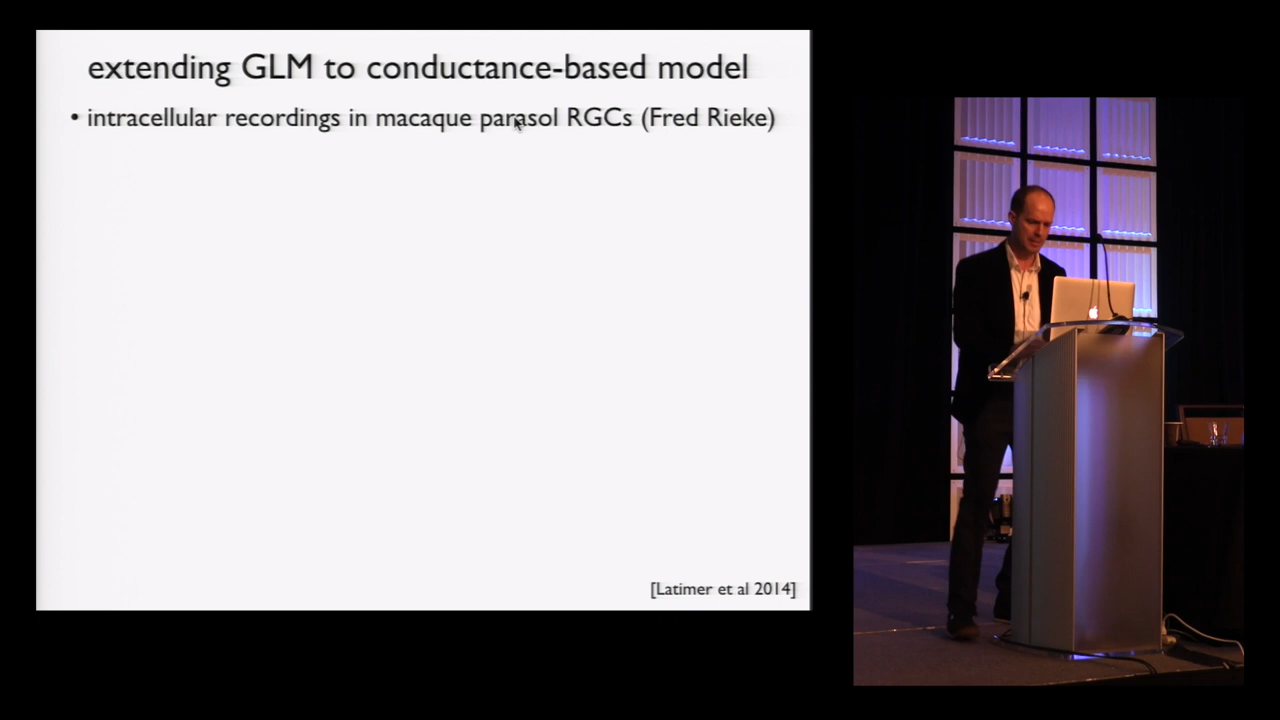 extending GLM to conductance-based model
• intracellular recordings in macaque parasol RGCs (Fred Rieke)
[Latimer et al 2014]